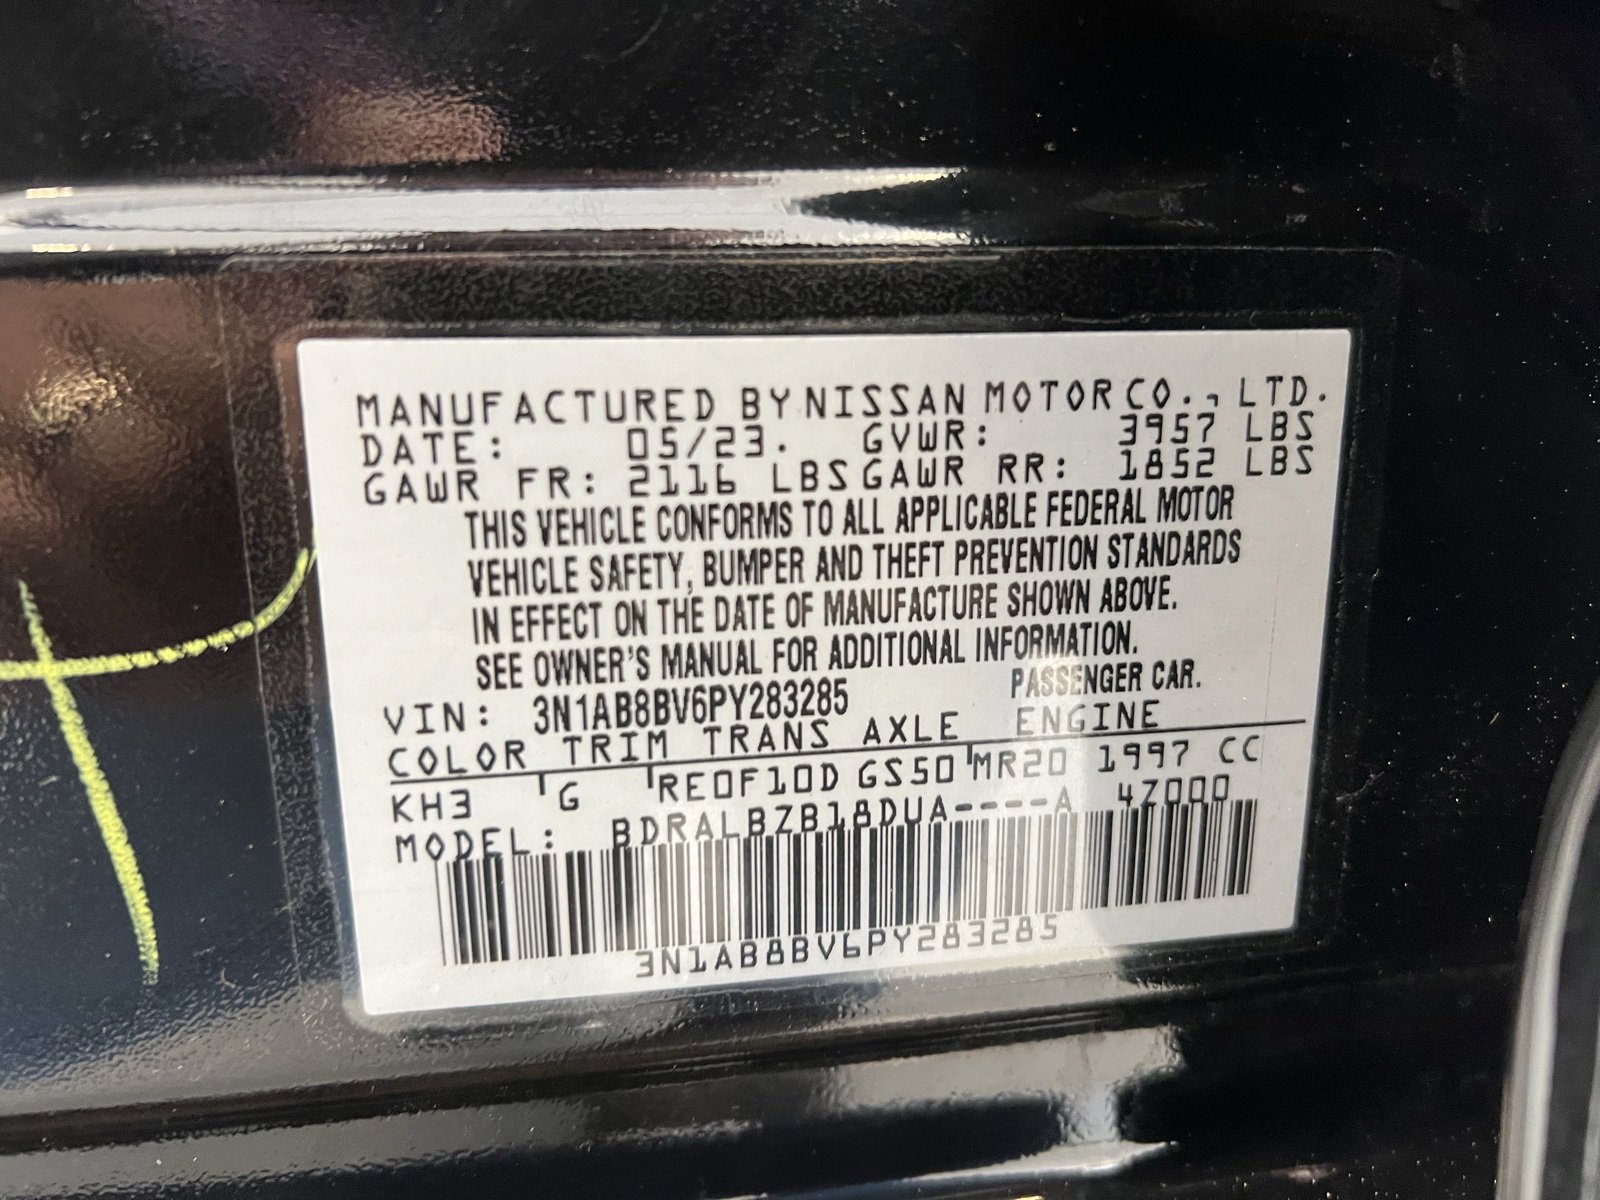 MANUFACTURED BY NISSAN MOTOR CO., LTD.
DATE: 05/23. GVWR: 3957 LBS
GAWR FR: 2116 LBS GAWR RR: 1852 LBS
THIS VEHICLE CONFORMS TO ALL APPLICABLE FEDERAL MOTOR
VEHICLE SAFETY, BUMPER AND THEFT PREVENTION STANDARDS
IN EFFECT ON THE DATE OF MANUFACTURE SHOWN ABOVE.
SEE OWNER'S MANUAL FOR ADDITIONAL INFORMATION.
VIN: 3N1AB8BV6PY283285 PASSENGER CAR.
COLOR TRIM TRANS AXLE ENGINE
KH3 G RE0F10D GS50 MR20 1997 CC
MODEL: BDRALBZB18DUA----A 4Z000
3N1AB8BV6PY283285